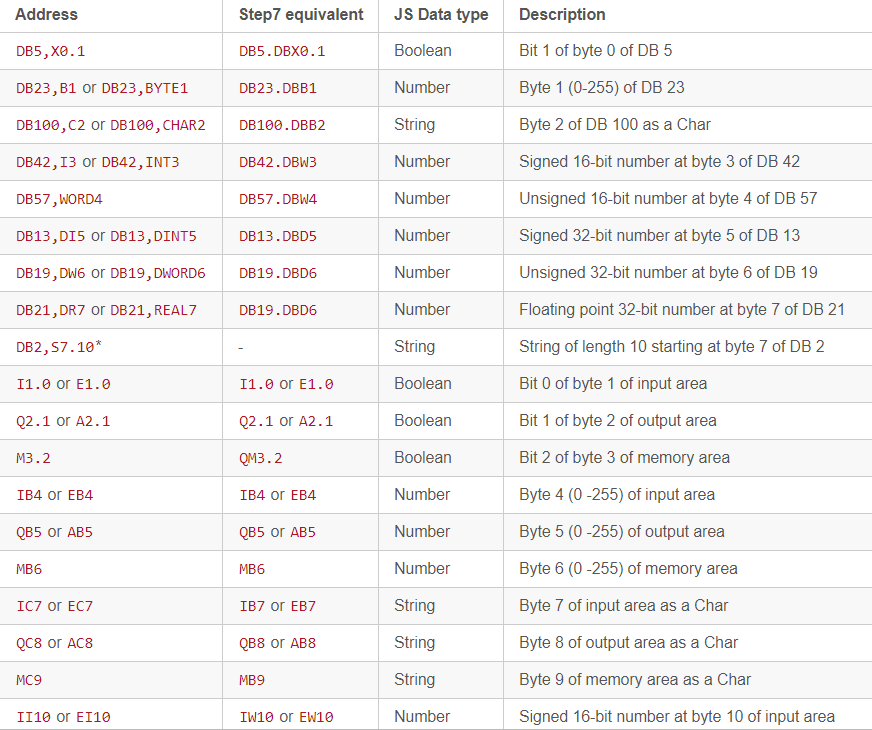 Address Step7 equivalent JS Data type Description
DB5,X0.1 DB5.DBX0.1 Boolean Bit 1 of byte 0 of DB 5
DB23,B1 or DB23,BYTE1 DB23.DBB1 Number Byte 1 (0-255) of DB 23
DB100,C2 or DB100,CHAR2 DB100.DBB2 String Byte 2 of DB 100 as a Char
DB42,I3 or DB42,INT3 DB42.DBW3 Number Signed 16-bit number at byte 3 of DB 42
DB57,WORD4 DB57.DBW4 Number Unsigned 16-bit number at byte 4 of DB 57
DB13,DI5 or DB13,DINT5 DB13.DBD5 Number Signed 32-bit number at byte 5 of DB 13
DB19,DW6 or DB19,DWORD6 DB19.DBD6 Number Unsigned 32-bit number at byte 6 of DB 19
DB21,DR7 or DB21,REAL7 DB19.DBD6 Number Floating point 32-bit number at byte 7 of DB 21
DB2,S7.10* - String String of length 10 starting at byte 7 of DB 2
I1.0 or E1.0 I1.0 or E1.0 Boolean Bit 0 of byte 1 of input area
Q2.1 or A2.1 Q2.1 or A2.1 Boolean Bit 1 of byte 2 of output area
M3.2 QM3.2 Boolean Bit 2 of byte 3 of memory area
IB4 or EB4 IB4 or EB4 Number Byte 4 (0 -255) of input area
QB5 or AB5 QB5 or AB5 Number Byte 5 (0 -255) of output area
MB6 MB6 Number Byte 6 (0 -255) of memory area
IC7 or EC7 IB7 or EB7 String Byte 7 of input area as a Char
QC8 or AC8 QB8 or AB8 String Byte 8 of output area as a Char
MC9 MB9 String Byte 9 of memory area as a Char
II10 or EI10 IW10 or EW10 Number Signed 16-bit number at byte 10 of input area